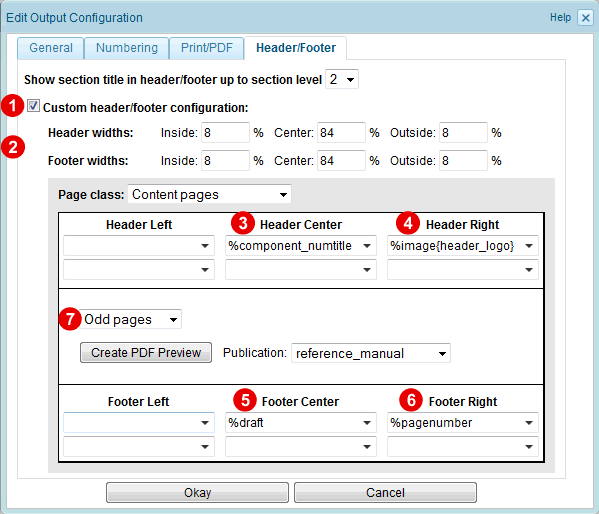 Edit Output Configuration Help
General Numbering Print/PDF Header/Footer
Show section title in header/footer up to section level 2
1 Custom header/footer configuration:
2
Header widths: Inside: 8 % Center: 84 % Outside: 8 %
Footer widths: Inside: 8 % Center: 84 % Outside: 8 %
Page class: Content pages
Header Left 3 Header Center 4 Header Right
%component_numtitle %image{header_logo}
7 Odd pages
Create PDF Preview Publication: reference_manual
Footer Left 5 Footer Center 6 Footer Right
%draft %pagenumber
Okay Cancel